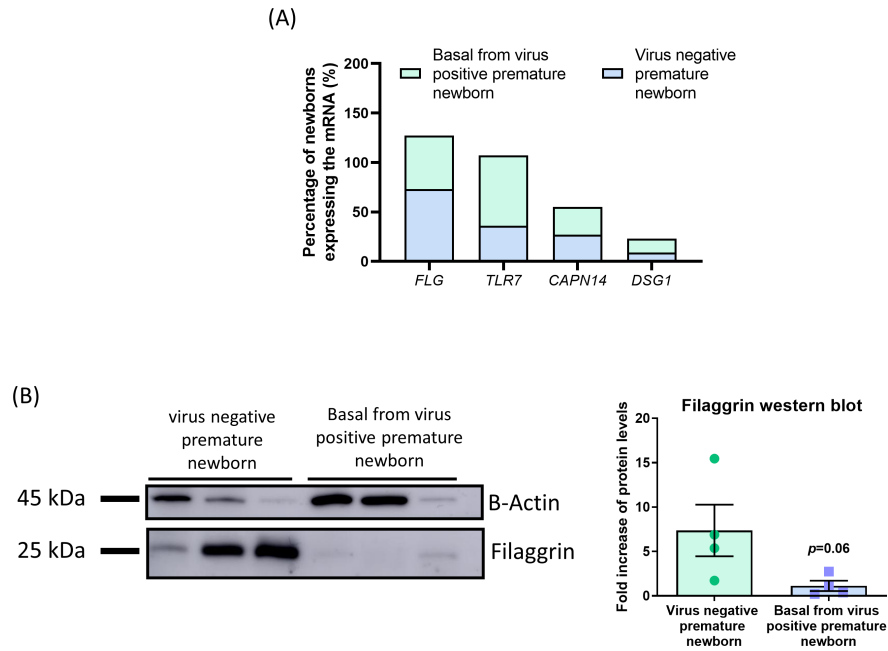 (A)
Basal from virus
positive premature
newborn
Virus negative
premature
newborn
Percentage of newborns
expressing the mRNA (%)
200
150
100
50
0
FLG
TLR7
CAPN14
DSG1
(B)
virus negative
premature
newborn
Basal from virus
positive premature
newborn
45 kDa
B-Actin
25 kDa
Filaggrin
Filaggrin western blot
Fold increase of protein levels
20
15
10
5
0
p=0.06
Virus negative
premature
newborn
Basal from virus
positive premature
newborn